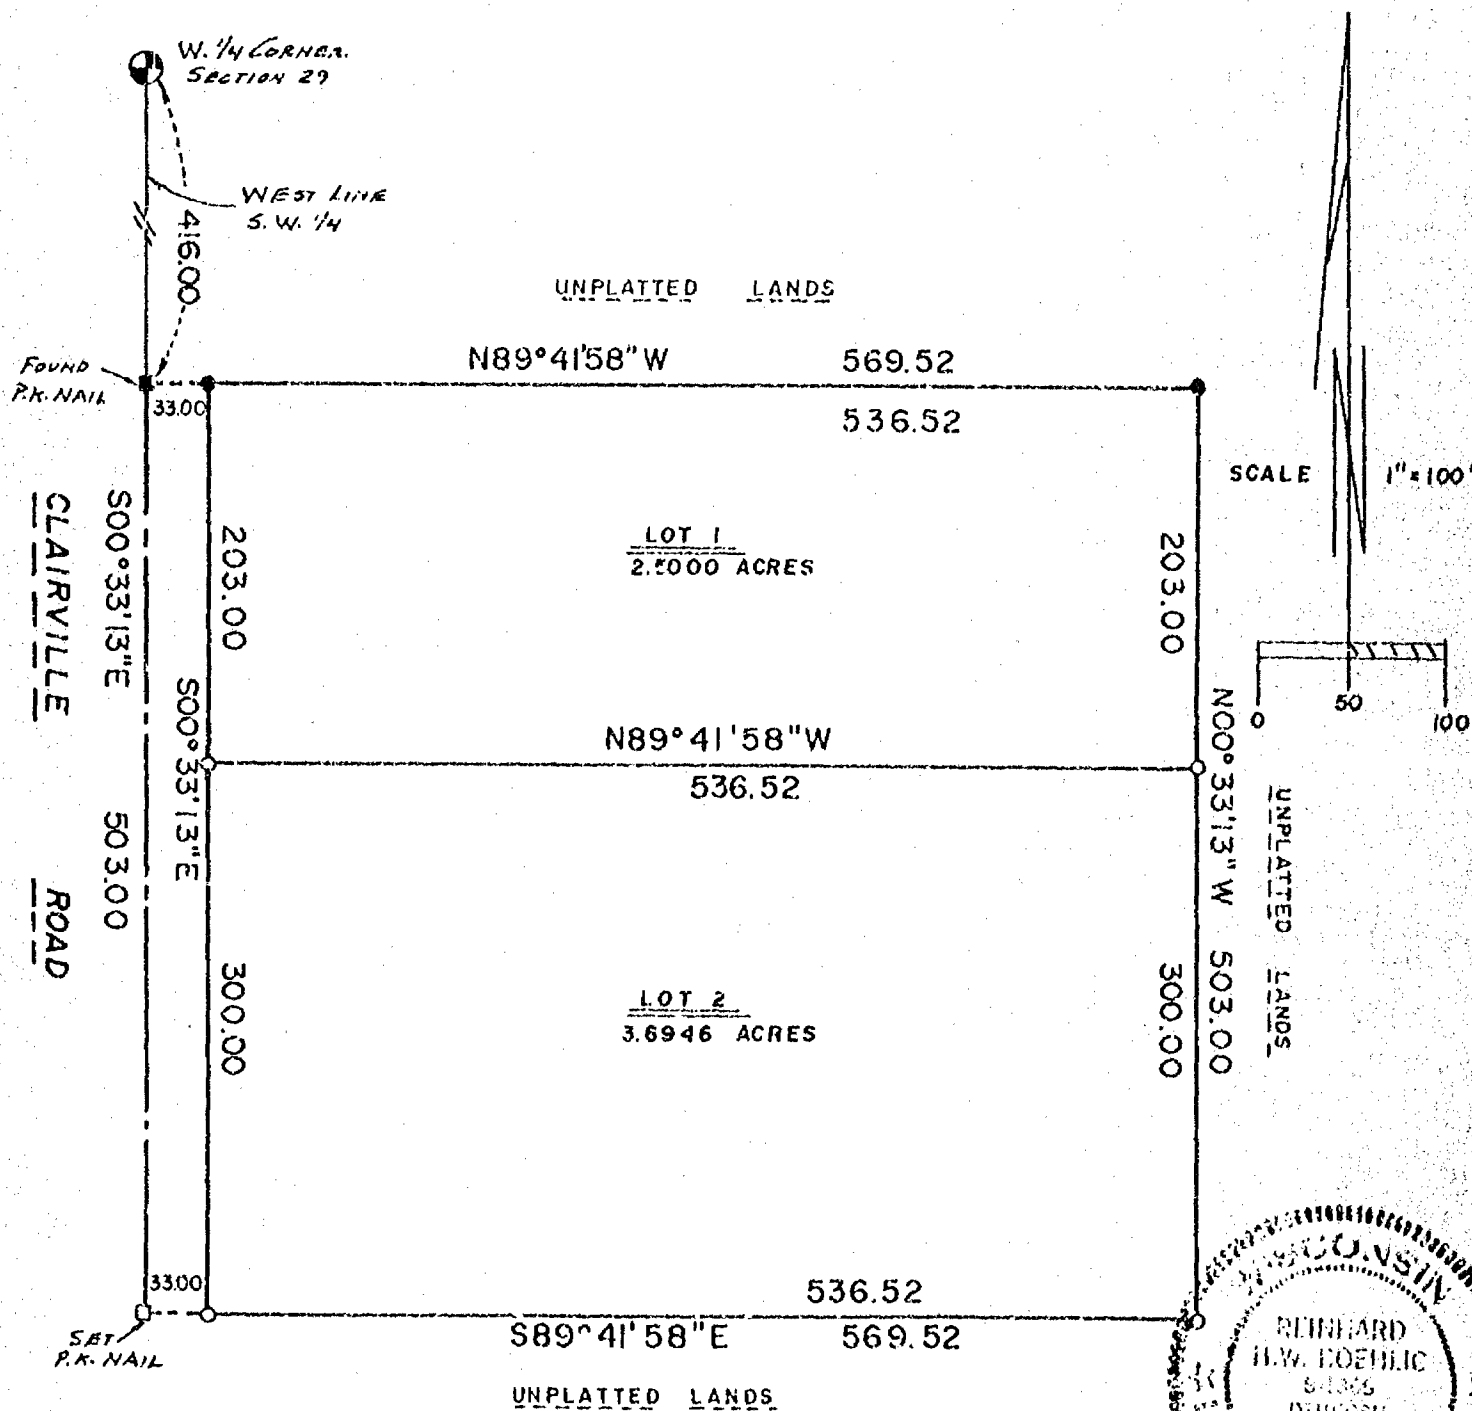 W. 1/4 CORNER.
SECTION 29
WEST LINE
S.W. 1/4
416.00
UNPLATTED LANDS
N89°41'58"W 569.52
FOUND
P.K. NAIL
33.00
536.52
SCALE 1"=100'
CLAIRVILLE ROAD
S00°33'13"E 503.00
203.00
S00°33'13"E
LOT 1
2.5000 ACRES
203.00
0 50 100
N89°41'58"W
536.52
N00°33'13"W 503.00
UNPLATTED LANDS
300.00
LOT 2
3.6946 ACRES
300.00
33.00
536.52
SET
P.K. NAIL
S89°41'58"E 569.52
UNPLATTED LANDS
WISCONSIN
REINHARD
H.W.